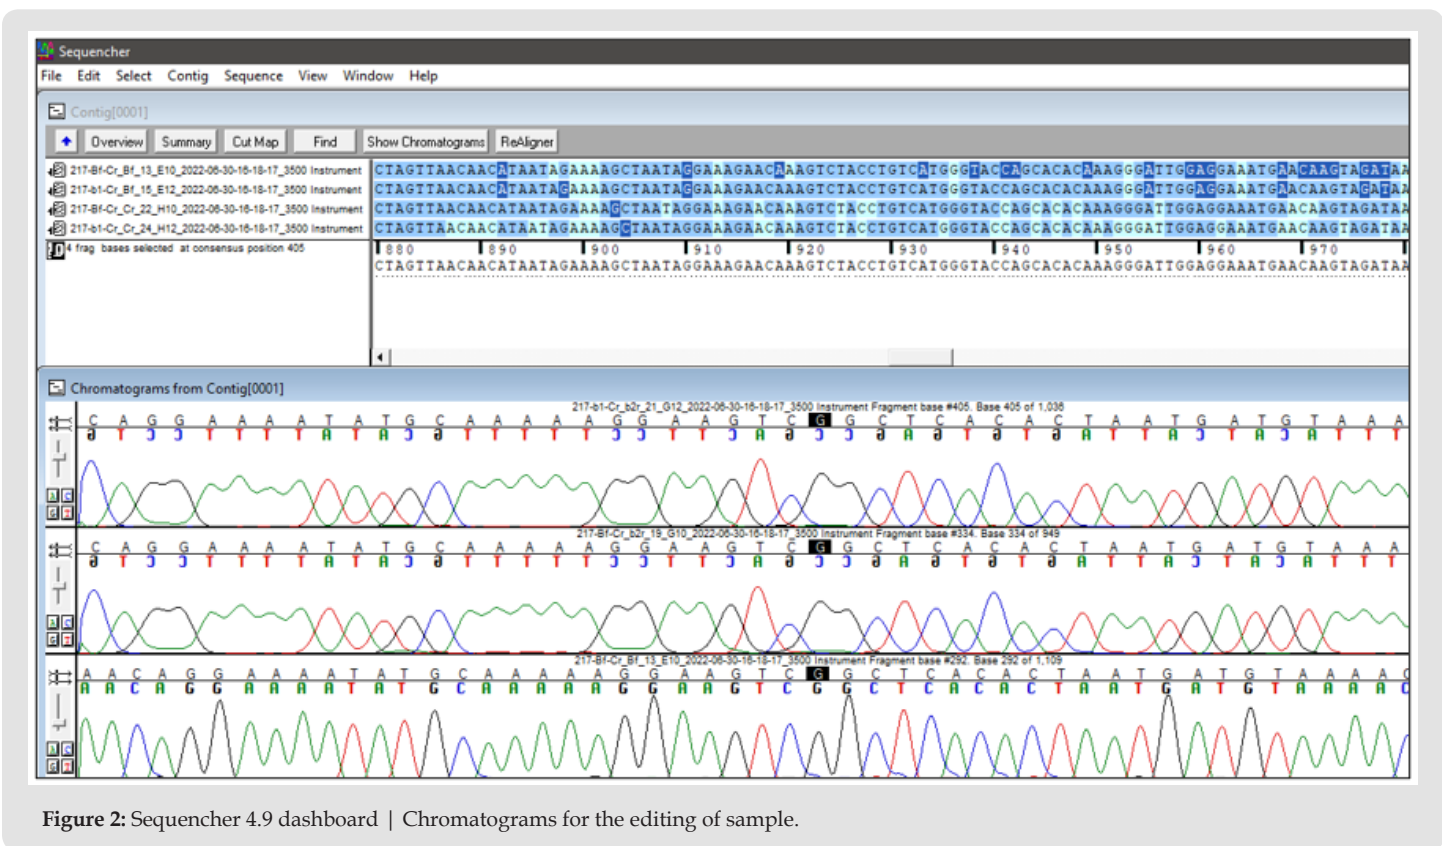 Sequencher
File Edit Select Contig Sequence View Window Help
Contig[0001]
Overview Summary Cut Map Find Show Chromatograms ReAligner
217-Bf-Cr_Bf_13_E10_2022-06-30-16-18-17_3500 Instrument CTAGTTAACAACATAATAGAAAAGCTAATAGGAAAGAACAAAGTCTACCTGTCATGGGTACCAGCACACAAAGGGATTGGAGGAAATGAACAAGTAGATAA
217-b1-Cr_Bf_15_E12_2022-06-30-16-18-17_3500 Instrument CTAGTTAACAACATAATAGAAAAGCTAATAGGAAAGAACAAAGTCTACCTGTCATGGGTACCAGCACACAAAGGGATTGGAGGAAATGAACAAGTAGATAA
217-Bf-Cr_Cr_22_H10_2022-06-30-16-18-17_3500 Instrument CTAGTTAACAACATAATAGAAAAGCTAATAGGAAAGAACAAAGTCTACCTGTCATGGGTACCAGCACACAAAGGGATTGGAGGAAATGAACAAGTAGATAA
217-b1-Cr_Cr_24_H12_2022-06-30-16-18-17_3500 Instrument CTAGTTAACAACATAATAGAAAAGCTAATAGGAAAGAACAAAGTCTACCTGTCATGGGTACCAGCACACAAAGGGATTGGAGGAAATGAACAAGTAGATAA
4 frag bases selected at consensus position 405 880 890 900 910 920 930 940 950 960 970
CTAGTTAACAACATAATAGAAAAGCTAATAGGAAAGAACAAAGTCTACCTGTCATGGGTACCAGCACACAAAGGGATTGGAGGAAATGAACAAGTAGATAA
Chromatograms from Contig[0001]
217-b1-Cr_b2r_21_G12_2022-06-30-16-18-17_3500 Instrument Fragment base #405. Base 405 of 1,036
C A G G A A A A T A T G C A A A A A G G A A G T C G G C T C A C A C T A A T G A T G T A A A
G T C C T T T T A T A C G T T T T T C C T T C A G C C G A G T G T G A T T A C T A C A T T T
A C
G T
217-Bf-Cr_b2r_19_G10_2022-06-30-16-18-17_3500 Instrument Fragment base #334. Base 334 of 949
C A G G A A A A T A T G C A A A A A G G A A G T C G G C T C A C A C T A A T G A T G T A A A
G T C C T T T T A T A C G T T T T T C C T T C A G C C G A G T G T G A T T A C T A C A T T T
A C
G T
217-Bf-Cr_Bf_13_E10_2022-06-30-16-18-17_3500 Instrument Fragment base #292. Base 292 of 1,109
A A C A G G A A A A T A T G C A A A A A G G A A G T C G G C T C A C A C T A A T G A T G T A A A A C
A A C A G G A A A A T A T G C A A A A A G G A A G T C G G C T C A C A C T A A T G A T G T A A A A C
A C
G T
Figure 2: Sequencher 4.9 dashboard | Chromatograms for the editing of sample.